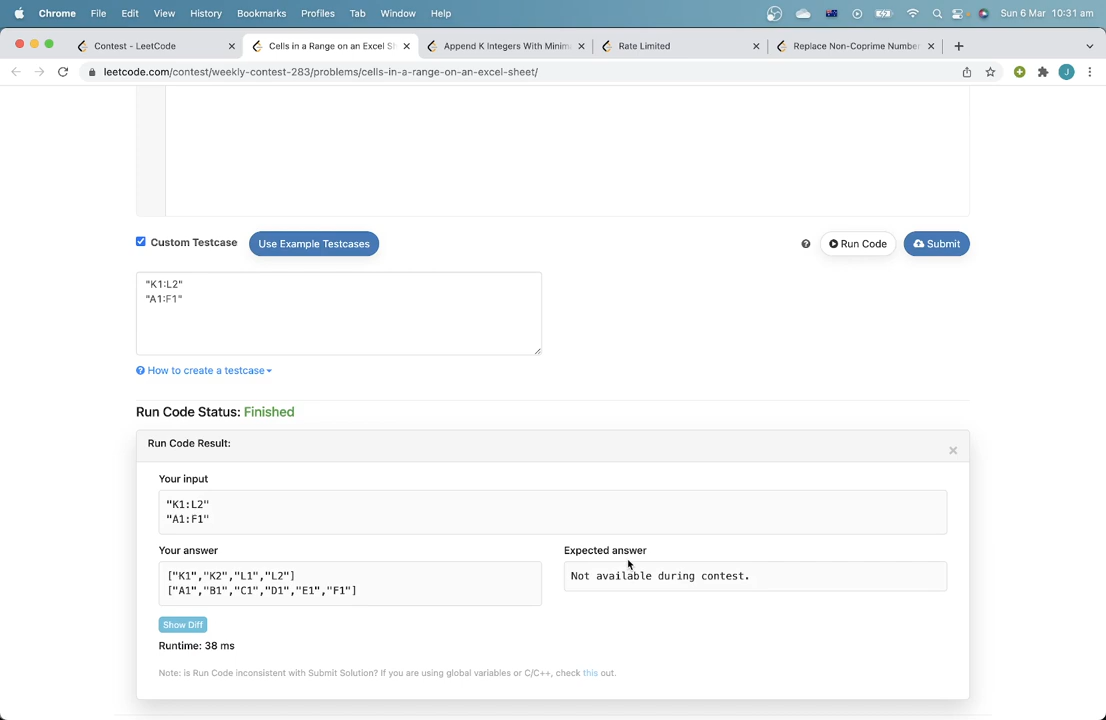 Chrome File Edit View History Bookmarks Profiles Tab Window Help Sun 6 Mar 10:31 am
Contest - LeetCode Cells in a Range on an Excel Sh Append K Integers With Minima Rate Limited Replace Non-Coprime Number
leetcode.com/contest/weekly-contest-283/problems/cells-in-a-range-on-an-excel-sheet/ J
Custom Testcase Use Example Testcases ? Run Code Submit
"K1:L2"
"A1:F1"
? How to create a testcase
Run Code Status: Finished
Run Code Result: ×
Your input
"K1:L2"
"A1:F1"
Your answer
["K1","K2","L1","L2"]
["A1","B1","C1","D1","E1","F1"]
Expected answer
Not available during contest.
Show Diff
Runtime: 38 ms
Note: is Run Code inconsistent with Submit Solution? If you are using global variables or C/C++, check this out.